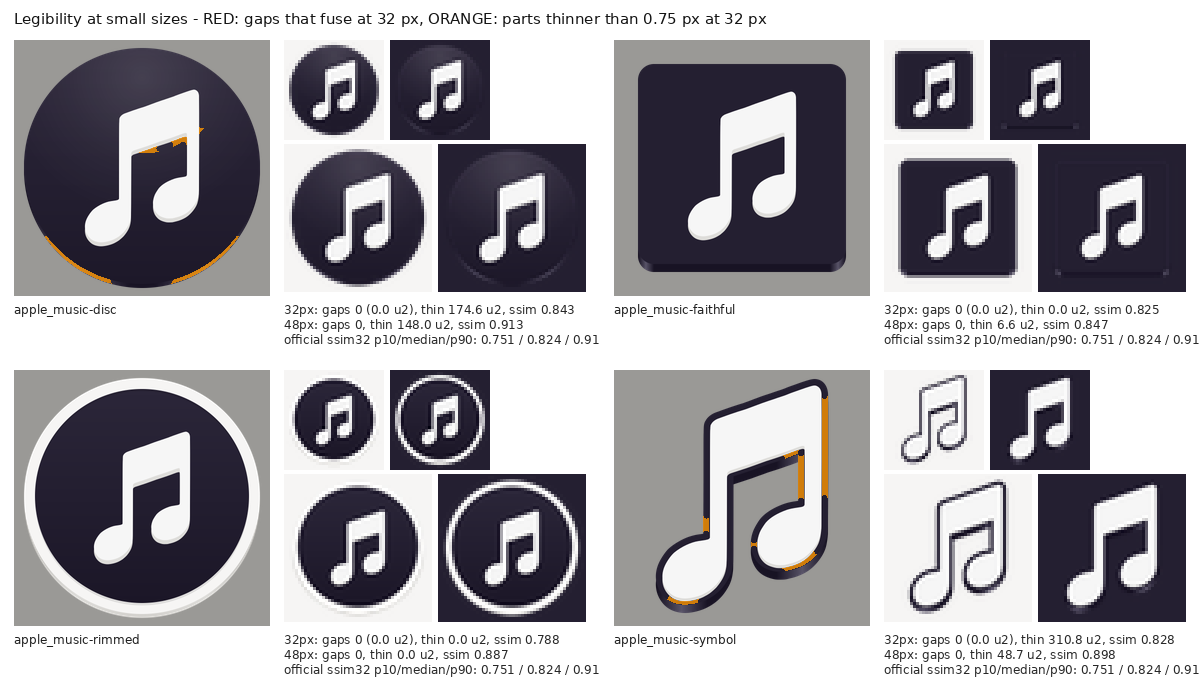 Legibility at small sizes - RED: gaps that fuse at 32 px, ORANGE: parts thinner than 0.75 px at 32 px
apple_music-disc
32px: gaps 0 (0.0 u2), thin 174.6 u2, ssim 0.843
48px: gaps 0, thin 148.0 u2, ssim 0.913
official ssim32 p10/median/p90: 0.751 / 0.824 / 0.91
apple_music-faithful
32px: gaps 0 (0.0 u2), thin 0.0 u2, ssim 0.825
48px: gaps 0, thin 6.6 u2, ssim 0.847
official ssim32 p10/median/p90: 0.751 / 0.824 / 0.91
apple_music-rimmed
32px: gaps 0 (0.0 u2), thin 0.0 u2, ssim 0.788
48px: gaps 0, thin 0.0 u2, ssim 0.887
official ssim32 p10/median/p90: 0.751 / 0.824 / 0.91
apple_music-symbol
32px: gaps 0 (0.0 u2), thin 310.8 u2, ssim 0.828
48px: gaps 0, thin 48.7 u2, ssim 0.898
official ssim32 p10/median/p90: 0.751 / 0.824 / 0.91